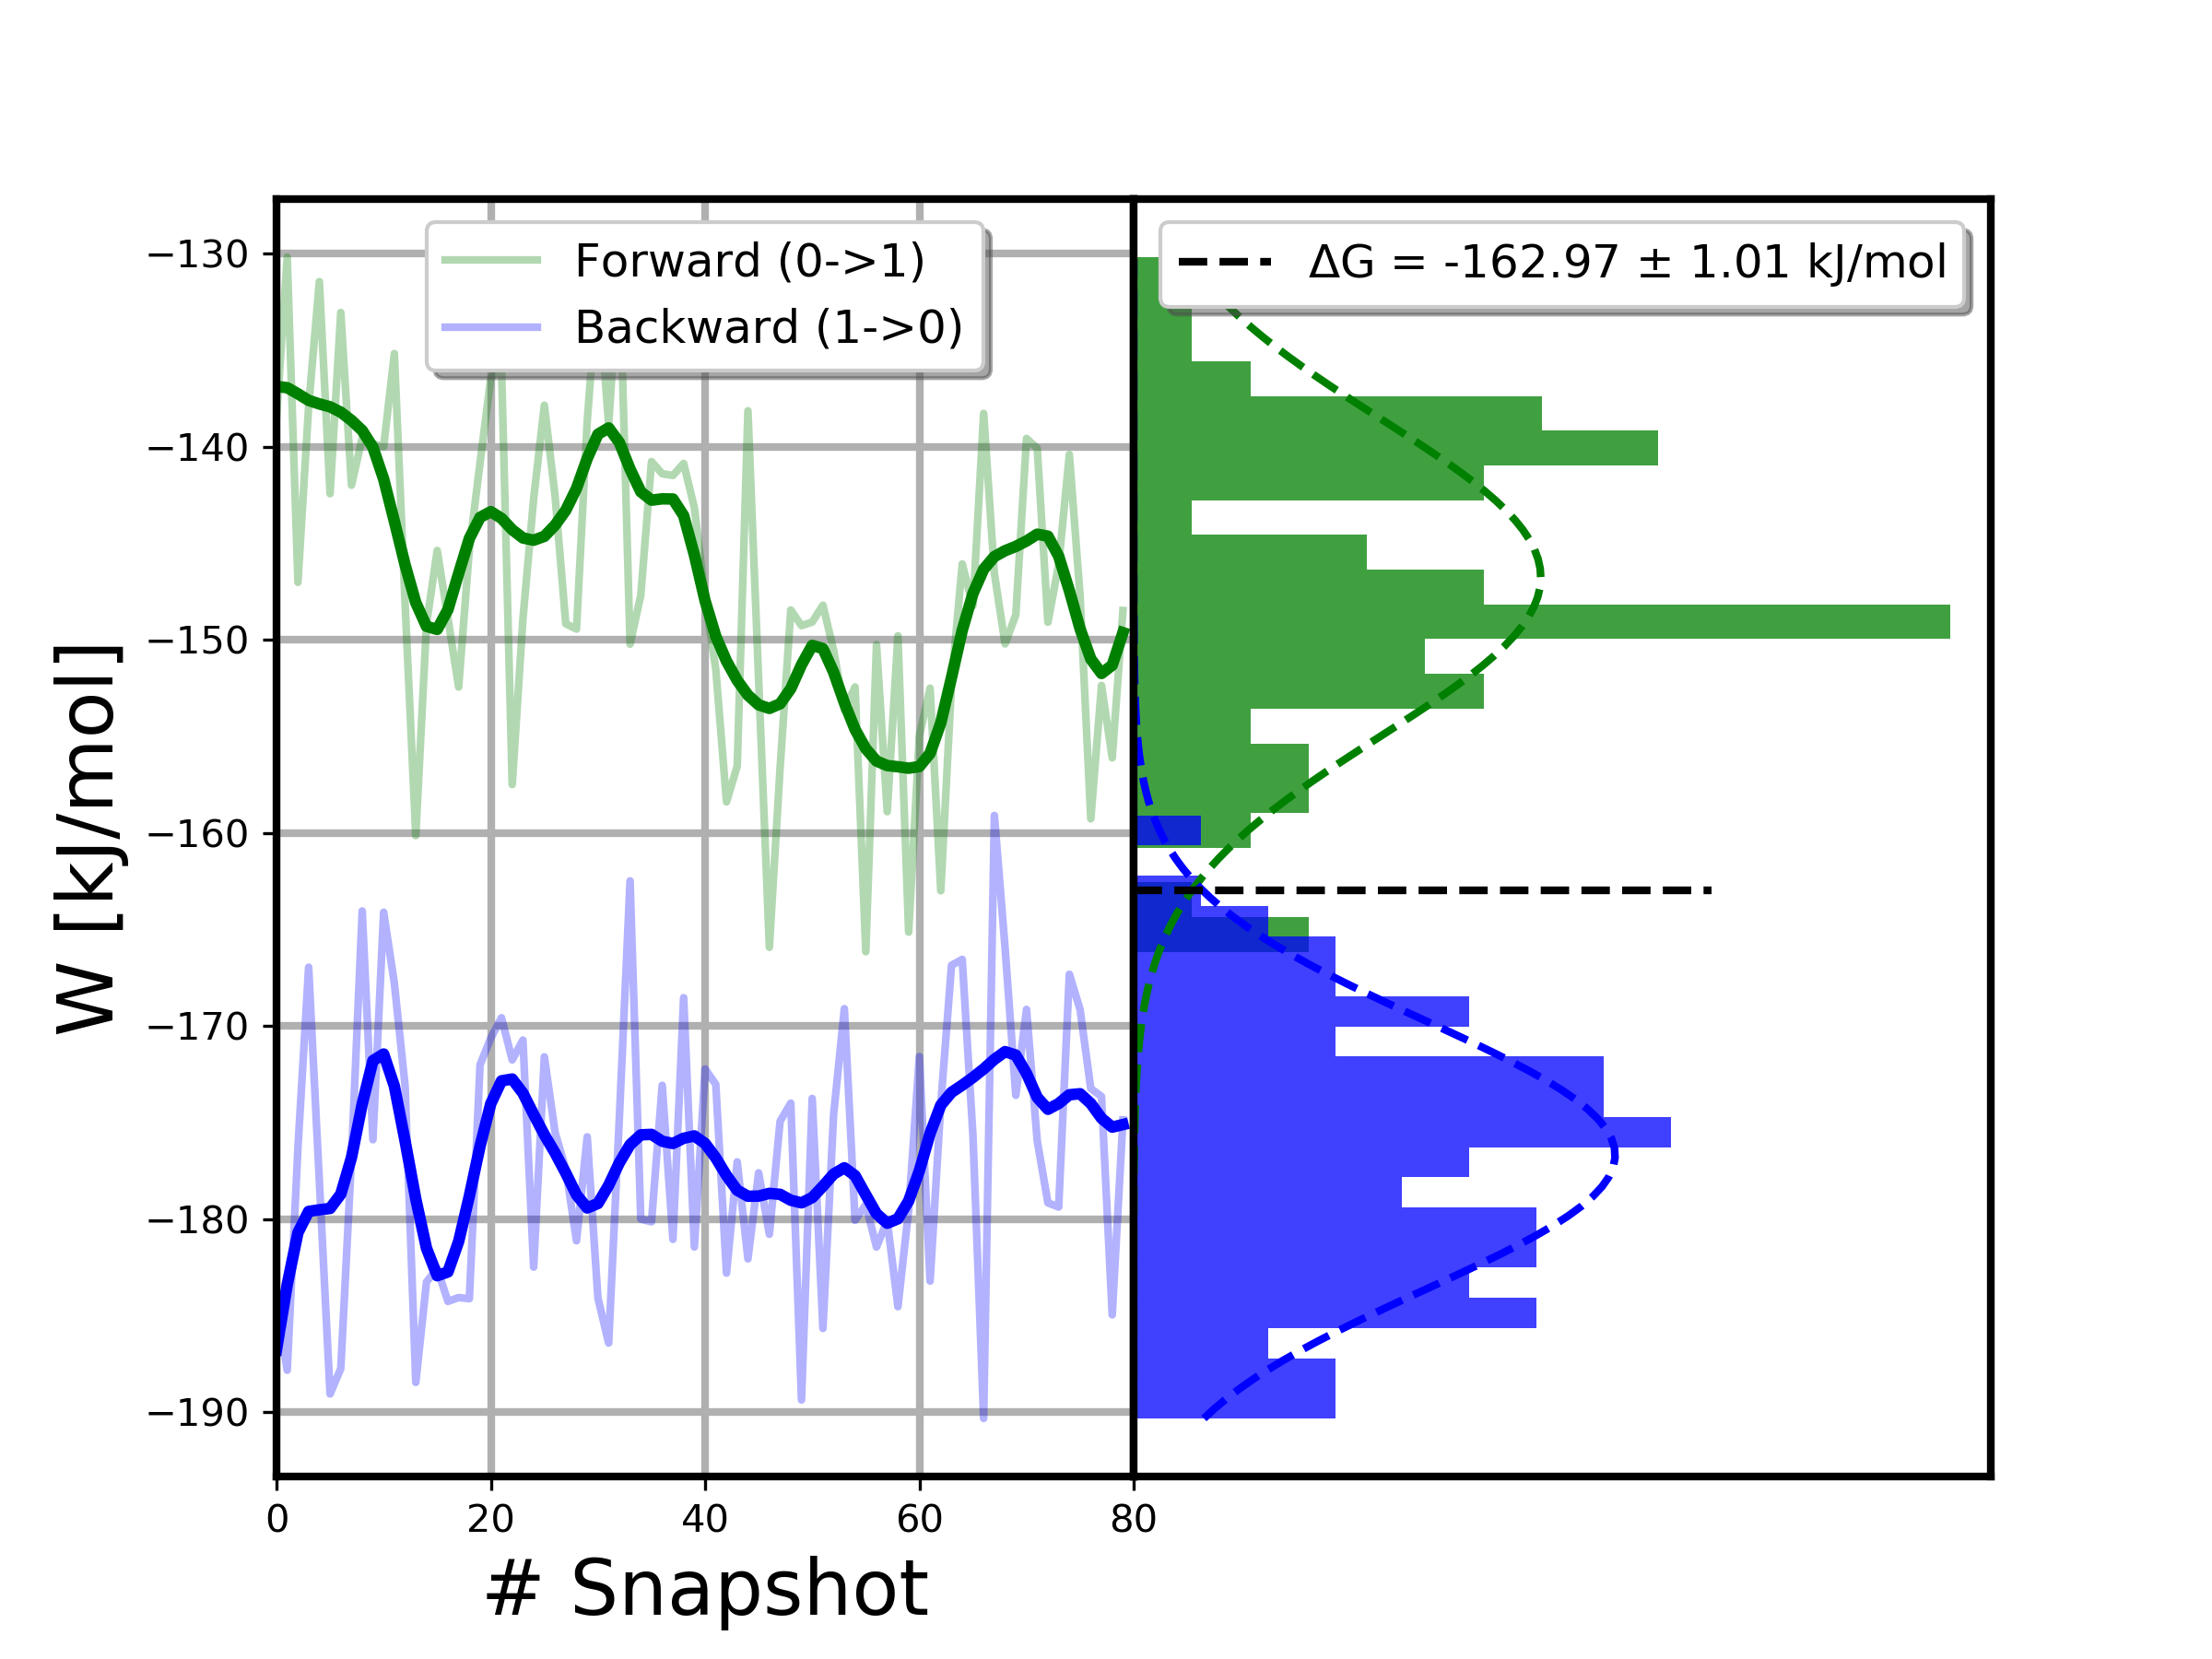 Forward (0->1)
Backward (1->0)
ΔG = -162.97 ± 1.01 kJ/mol
W [kJ/mol]
−130
−140
−150
−160
−170
−180
−190
0 20 40 60 80
# Snapshot